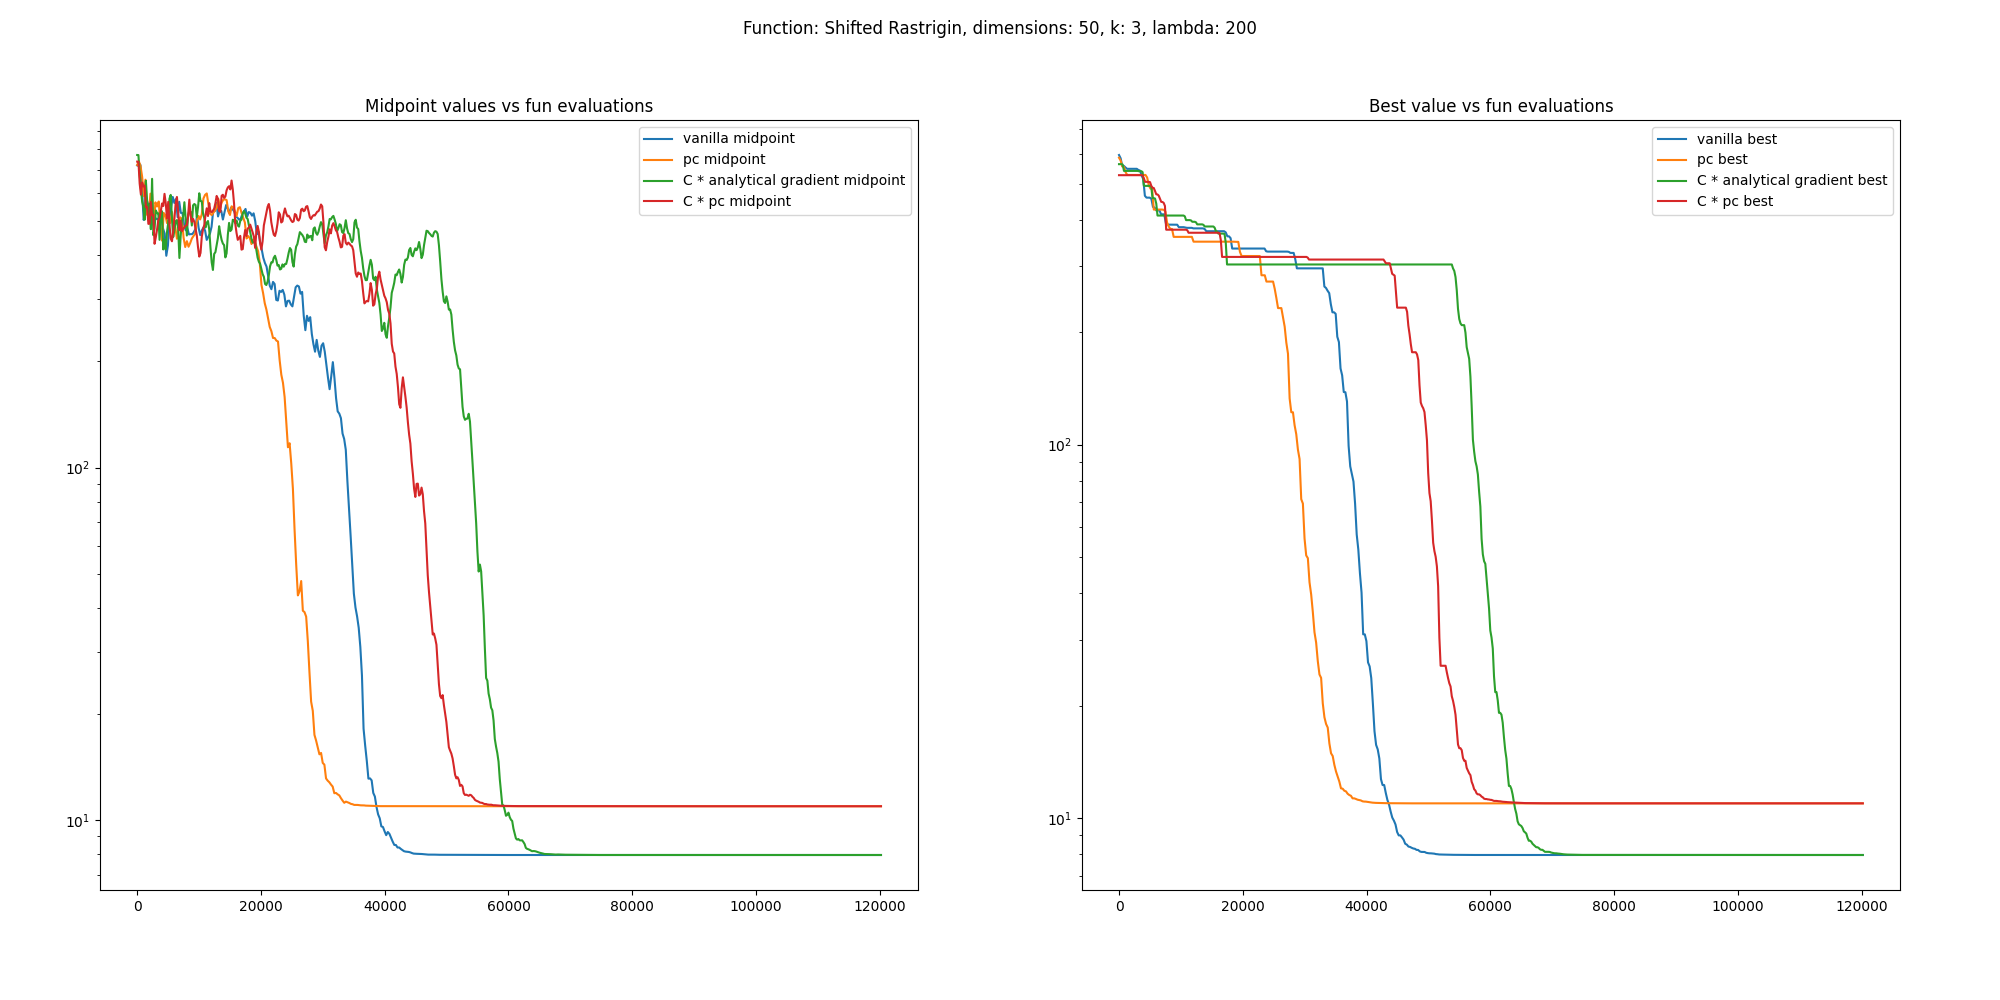 Function: Shifted Rastrigin, dimensions: 50, k: 3, lambda: 200
Midpoint values vs fun evaluations
vanilla midpoint
pc midpoint
C * analytical gradient midpoint
C * pc midpoint
10²
10¹
0 20000 40000 60000 80000 100000 120000
Best value vs fun evaluations
vanilla best
pc best
C * analytical gradient best
C * pc best
10²
10¹
0 20000 40000 60000 80000 100000 120000